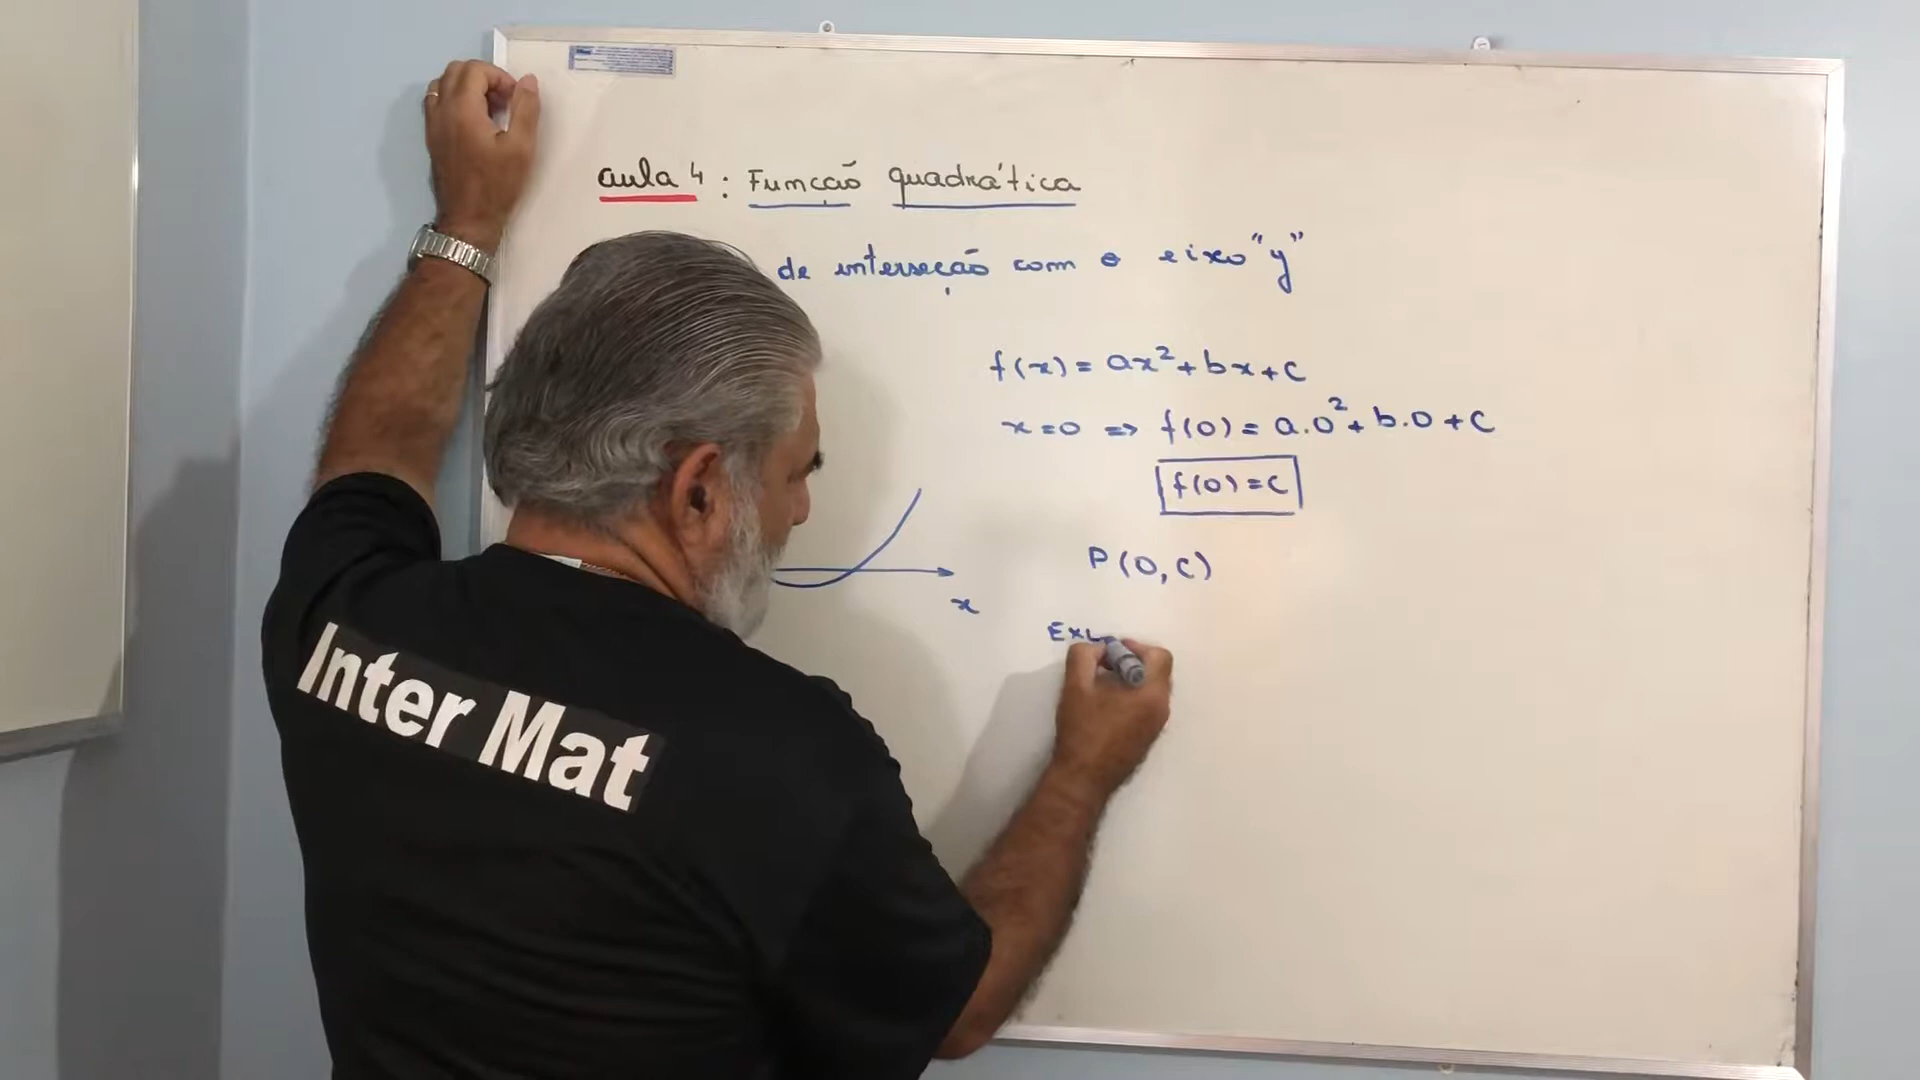 aula 4 : Função quadrática
de interseção com o eixo "y"
f(x) = ax² + bx + c
x = 0 ⇒ f(0) = a.0² + b.0 + c
f(0) = c
P(0, c)
x
Inter Mat